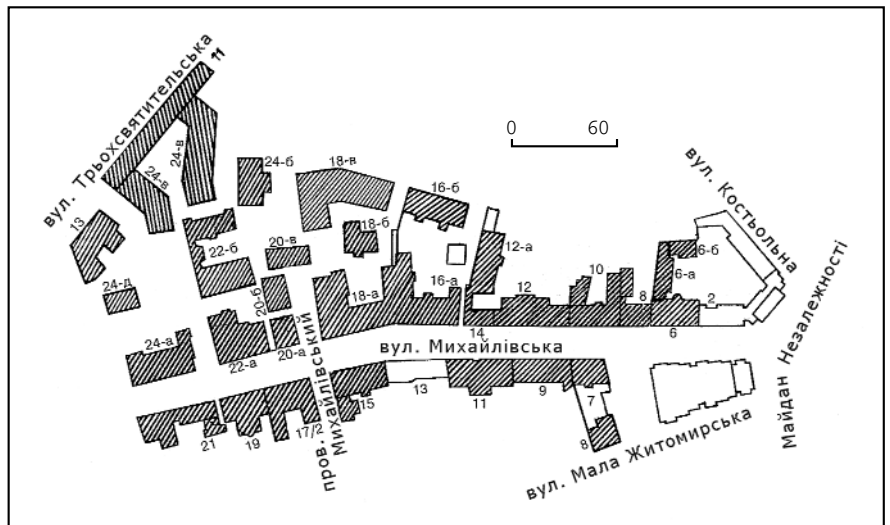 вул. Трьохсвятительська
11
0 60
24-в
24-б
18-в
вул. Костьольна
24-в
16-б
13
18-б
12-а
6-б
22-б
20-в
10
6-а
24-д
20-б
18-а
16-а
12
8
2
14
6
24-а
22-а
20-а
вул. Михайлівська
Майдан Незалежності
пров. Михайлівський
15
13
11
9
7
21
19
17/2
8
вул. Мала Житомирська